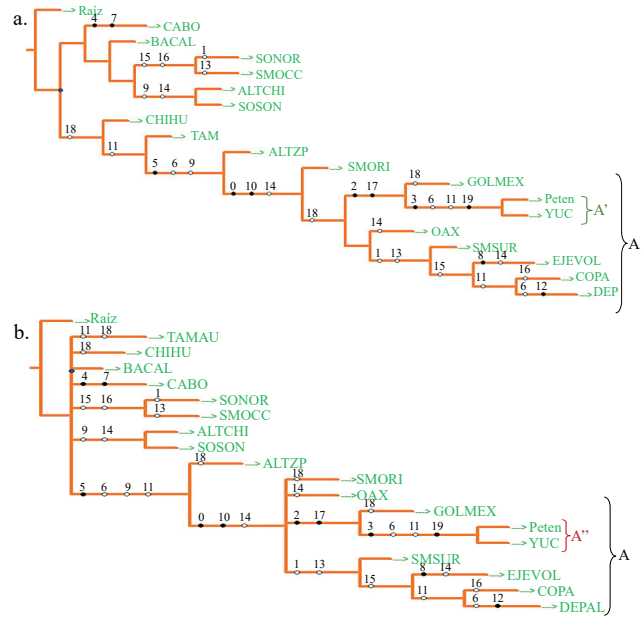 a.
Raiz
4 7
CABO
BACAL
15 16
1
SONOR
13
SMOCC
9 14
ALTCHI
SOSON
18
CHIHU
11
TAM
5 6 9
ALTZP
0 10 14
SMORI
18
2 17
18
GOLMEX
3 6 11 19
Peten
YUC
A'
A
14
OAX
1 13
SMSUR
15
8 14
EJEVOL
11
16
COPA
6 12
DEP
b.
Raiz
11 18
TAMAU
18
CHIHU
BACAL
4 7
CABO
15 16
1
SONOR
13
SMOCC
9 14
ALTCHI
SOSON
5 6 9 11
18
ALTZP
0 10 14
18
SMORI
14
OAX
2 17
18
GOLMEX
3 6 11 19
Peten
YUC
A''
A
1 13
SMSUR
15
8 14
EJEVOL
11
16
COPA
6 12
DEPAL